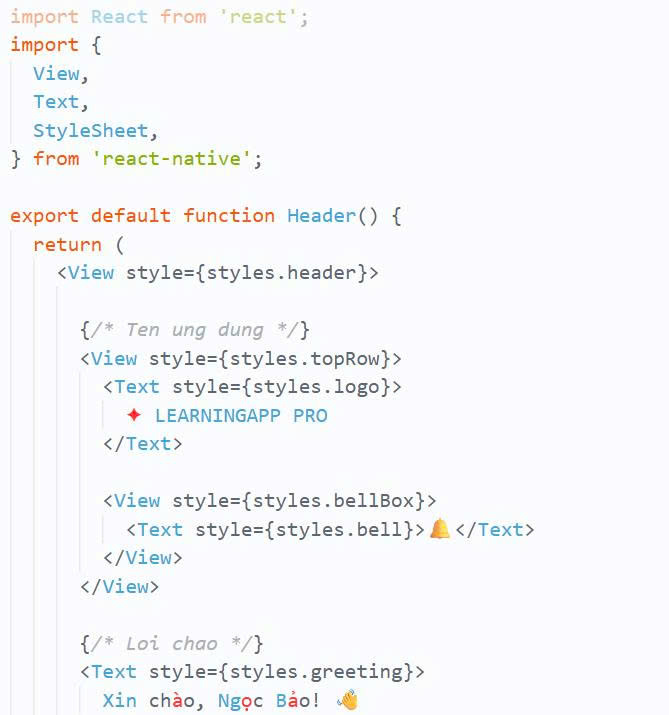 import React from 'react';
import {
  View,
  Text,
  StyleSheet,
} from 'react-native';

export default function Header() {
  return (
    <View style={styles.header}>

      {/* Ten ung dung */}
      <View style={styles.topRow}>
        <Text style={styles.logo}>
          ✦ LEARNINGAPP PRO
        </Text>

        <View style={styles.bellBox}>
          <Text style={styles.bell}>🔔</Text>
        </View>
      </View>

      {/* Loi chao */}
      <Text style={styles.greeting}>
        Xin chào, Ngọc Bảo! 👋